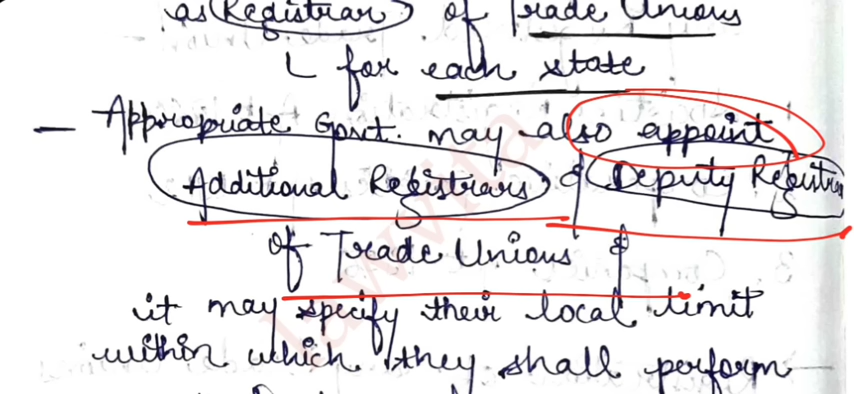 as Registrar of Trade Unions
L for each state.
— Appropriate Govt. may also appoint
Additional Registrars & Deputy Registrar
of Trade Unions &
it may specify their local limit
within which they shall perform